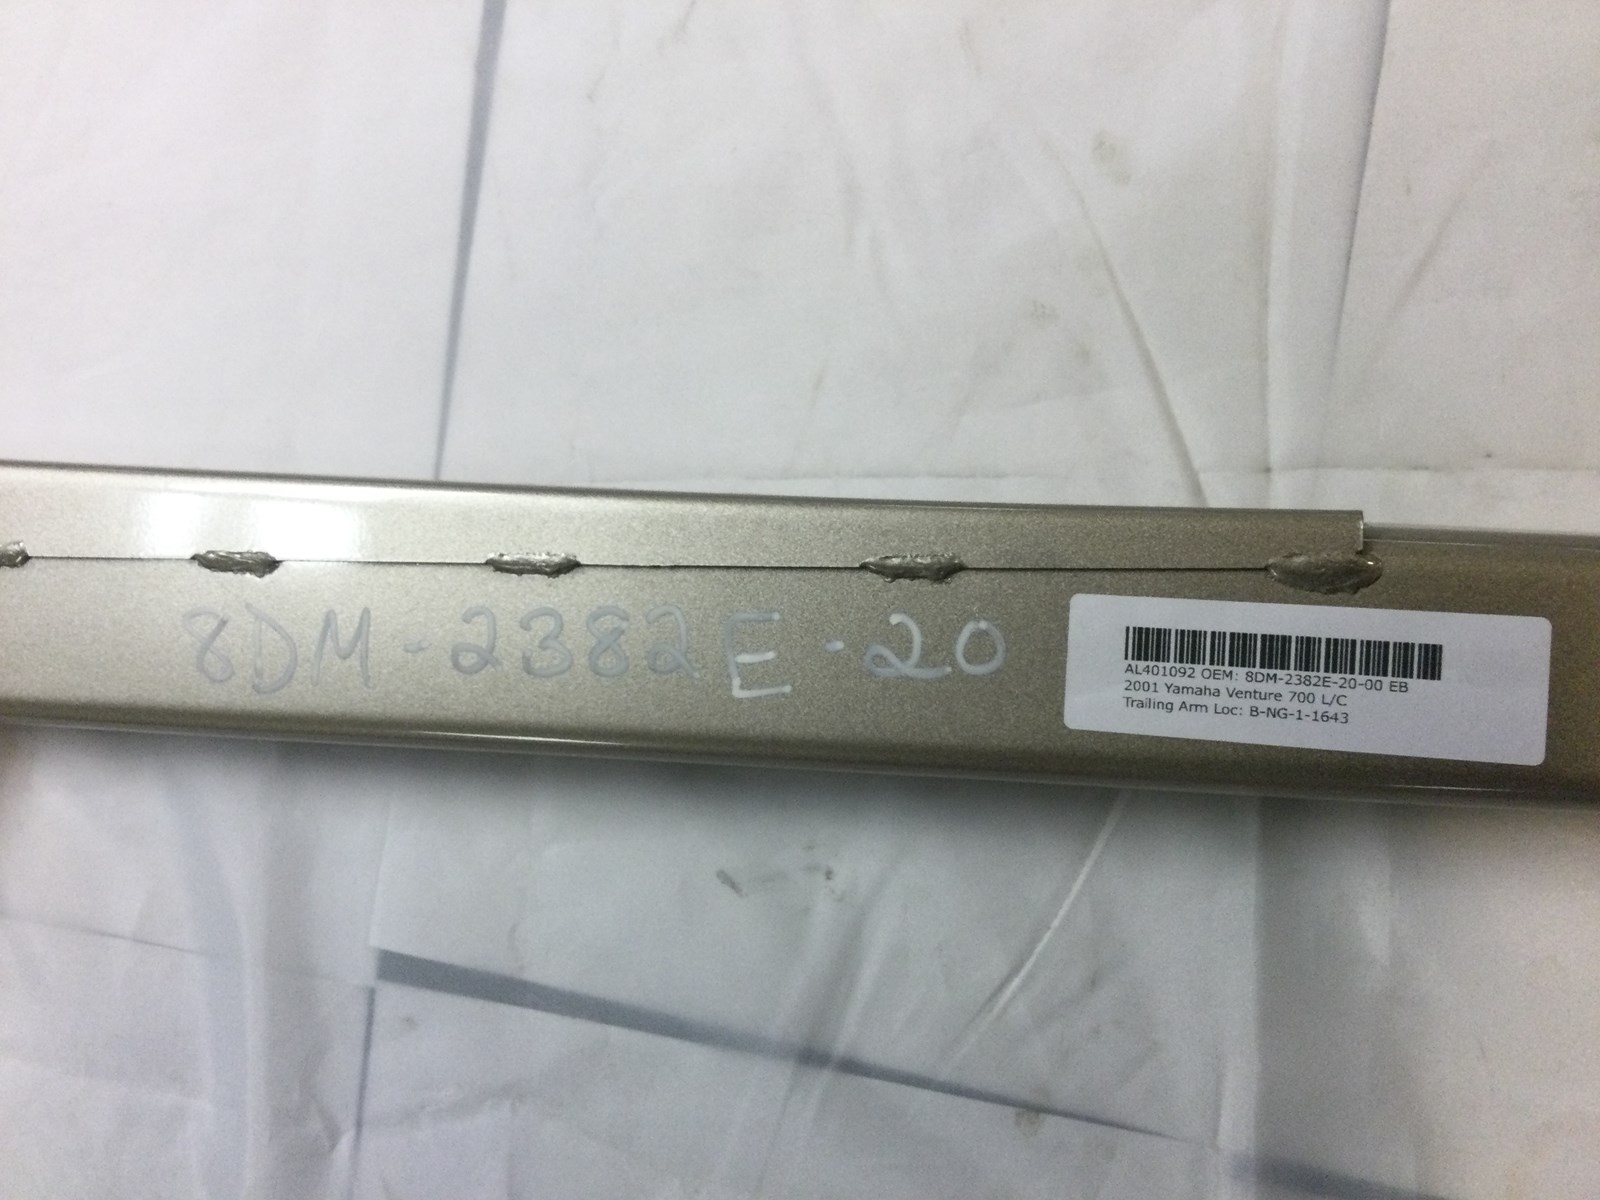 8DM-2382E-20
AL401092 OEM: 8DM-2382E-20-00 EB
2001 Yamaha Venture 700 L/C
Trailing Arm Loc: B-NG-1-1643